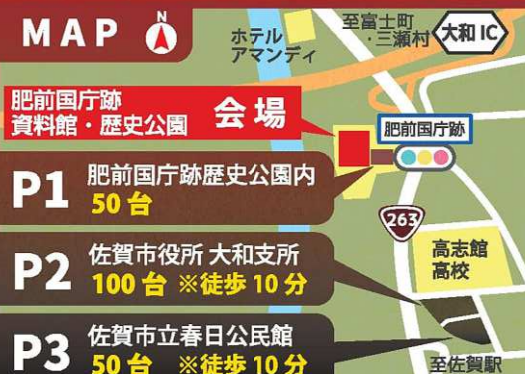 MAP
N
ホテル
アマンディ
至富士町
・三瀬村
大和IC
肥前国庁跡
資料館・歴史公園
会場
肥前国庁跡
P1
肥前国庁跡歴史公園内
50台
263
高志館
高校
P2
佐賀市役所 大和支所
100台 ※徒歩10分
P3
佐賀市立春日公民館
50台 ※徒歩10分
至佐賀駅